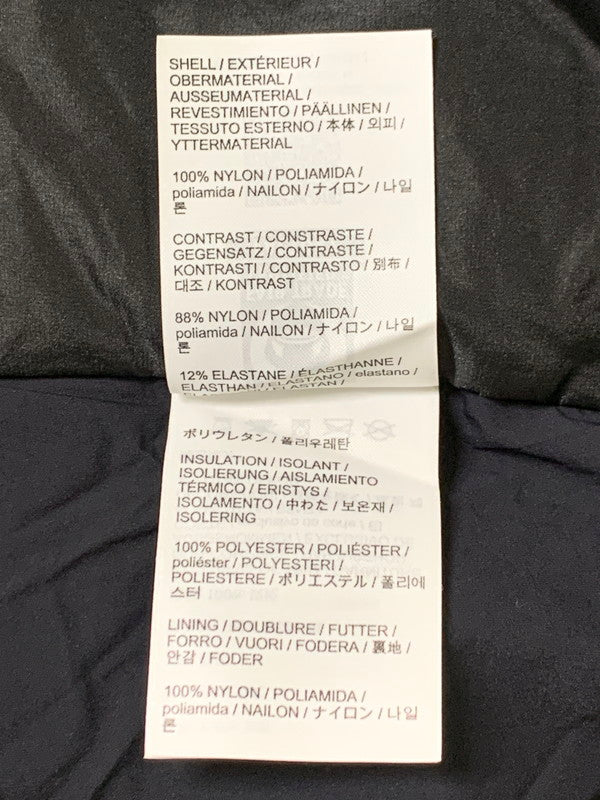 SHELL / EXTÉRIEUR /
OBERMATERIAL /
AUSSEUMATERIAL /
REVESTIMIENTO / PÄÄLLINEN /
TESSUTO ESTERNO / 本体 / 외피 /
YTTERMATERIAL
100% NYLON / POLIAMIDA /
poliamida / NAILON / ナイロン / 나일
론
CONTRAST / CONSTRASTE /
GEGENSATZ / CONTRASTE /
KONTRASTI / CONTRASTO / 別布 /
대조 / KONTRAST
88% NYLON / POLIAMIDA /
poliamida / NAILON / ナイロン / 나일
론
12% ELASTANE / ÉLASTHANNE /
ELASTHAN / ELASTANO / elastano /
ポリウレタン / 폴리우레탄
INSULATION / ISOLANT /
ISOLIERUNG / AISLAMIENTO
TÉRMICO / ERISTYS /
ISOLAMENTO / 中わた / 보온재 /
ISOLERING
100% POLYESTER / POLIÉSTER /
poliéster / POLYESTERI /
POLIESTERE / ポリエステル / 폴리에
스터
LINING / DOUBLURE / FUTTER /
FORRO / VUORI / FODERA / 裏地 /
안감 / FODER
100% NYLON / POLIAMIDA /
poliamida / NAILON / ナイロン / 나일
론